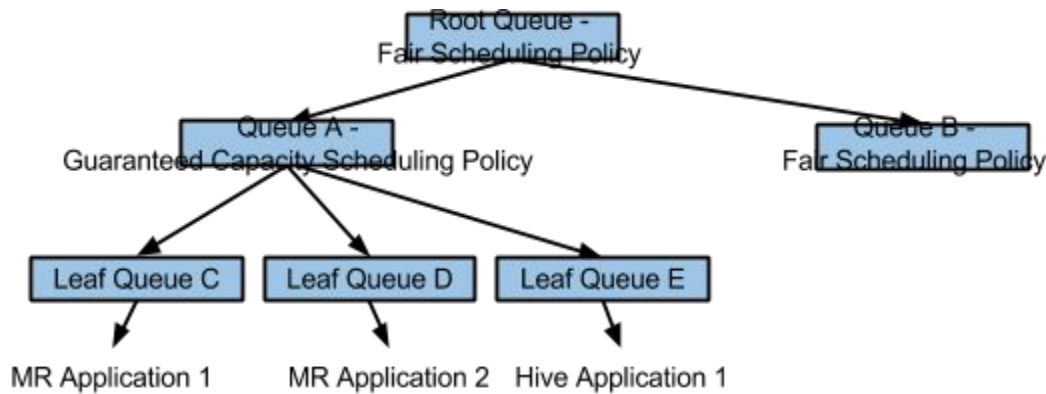 Root Queue -
Fair Scheduling Policy
Queue A -
Guaranteed Capacity Scheduling Policy
Queue B -
Fair Scheduling Policy
Leaf Queue C
Leaf Queue D
Leaf Queue E
MR Application 1
MR Application 2
Hive Application 1